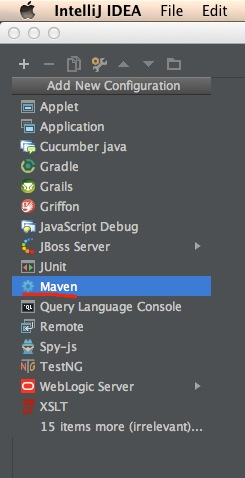 IntelliJ IDEA File Edit
Add New Configuration
Applet
Application
Cucumber java
Gradle
Grails
Griffon
JavaScript Debug
JBoss Server
JUnit
Maven
Query Language Console
Remote
Spy-js
TestNG
WebLogic Server
XSLT
15 items more (irrelevant)...